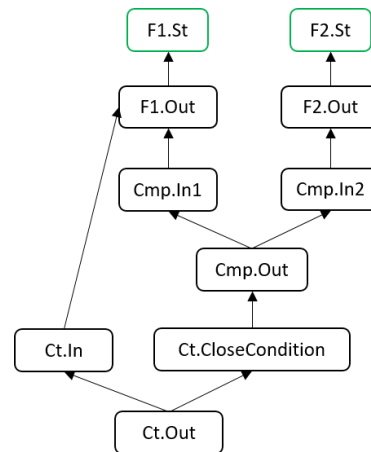 F1.St
F2.St
F1.Out
F2.Out
Cmp.In1
Cmp.In2
Cmp.Out
Ct.In
Ct.CloseCondition
Ct.Out